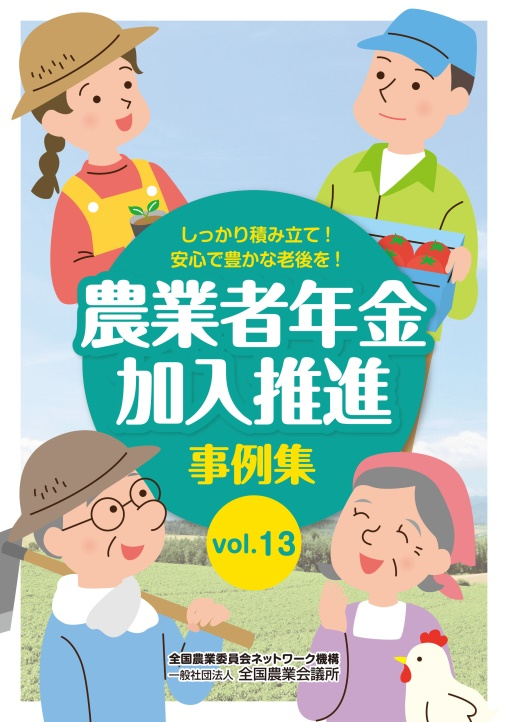 しっかり積み立て!
安心で豊かな老後を!
農業者年金
加入推進
事例集
vol.13
全国農業委員会ネットワーク機構
一般社団法人 全国農業会議所